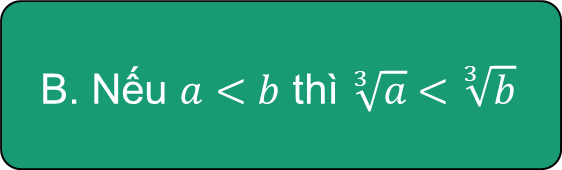 B. Nếu a < b thì ∛a < ∛b